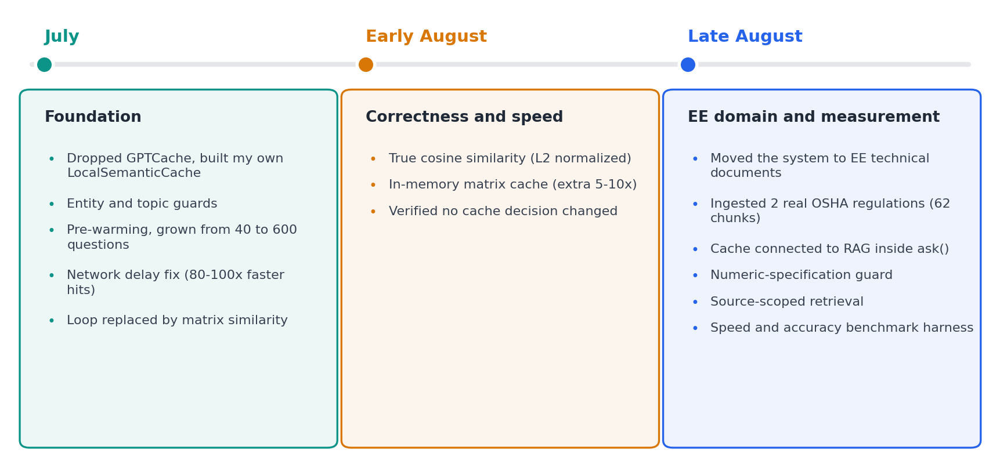 July
Early August
Late August
Foundation
• Dropped GPTCache, built my own
LocalSemanticCache
• Entity and topic guards
• Pre-warming, grown from 40 to 600
questions
• Network delay fix (80-100x faster
hits)
• Loop replaced by matrix similarity
Correctness and speed
• True cosine similarity (L2 normalized)
• In-memory matrix cache (extra 5-10x)
• Verified no cache decision changed
EE domain and measurement
• Moved the system to EE technical
documents
• Ingested 2 real OSHA regulations (62
chunks)
• Cache connected to RAG inside ask()
• Numeric-specification guard
• Source-scoped retrieval
• Speed and accuracy benchmark harness